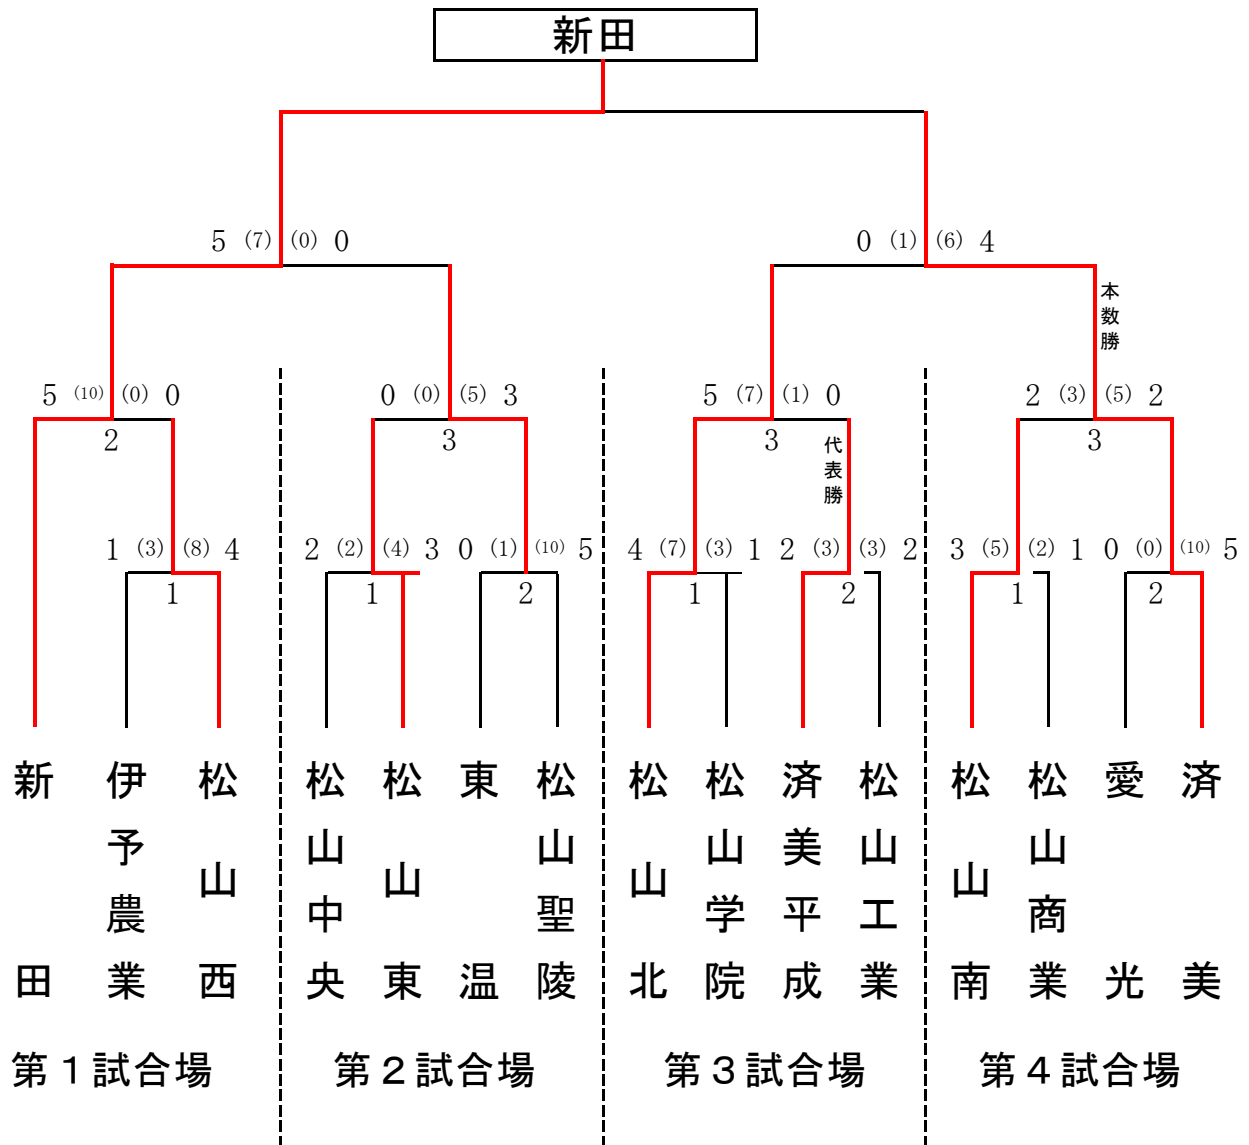 新田
5 (7) (0) 0
0 (1) (6) 4
本数勝
5 (10) (0) 0
0 (0) (5) 3
5 (7) (1) 0
2 (3) (5) 2
2
3
3
3
代表勝
1 (3) (8) 4
2 (2) (4) 3
0 (1) (10) 5
4 (7) (3) 1
2 (3) (3) 2
3 (5) (2) 1
0 (0) (10) 5
1
1
2
1
2
1
2
新田
伊予農業
松山西
松山中央
松山東
東温
松山聖陵
松山北
松山学院
済美平成
松山工業
松山南
松山商業
愛光
済美
第1試合場
第2試合場
第3試合場
第4試合場